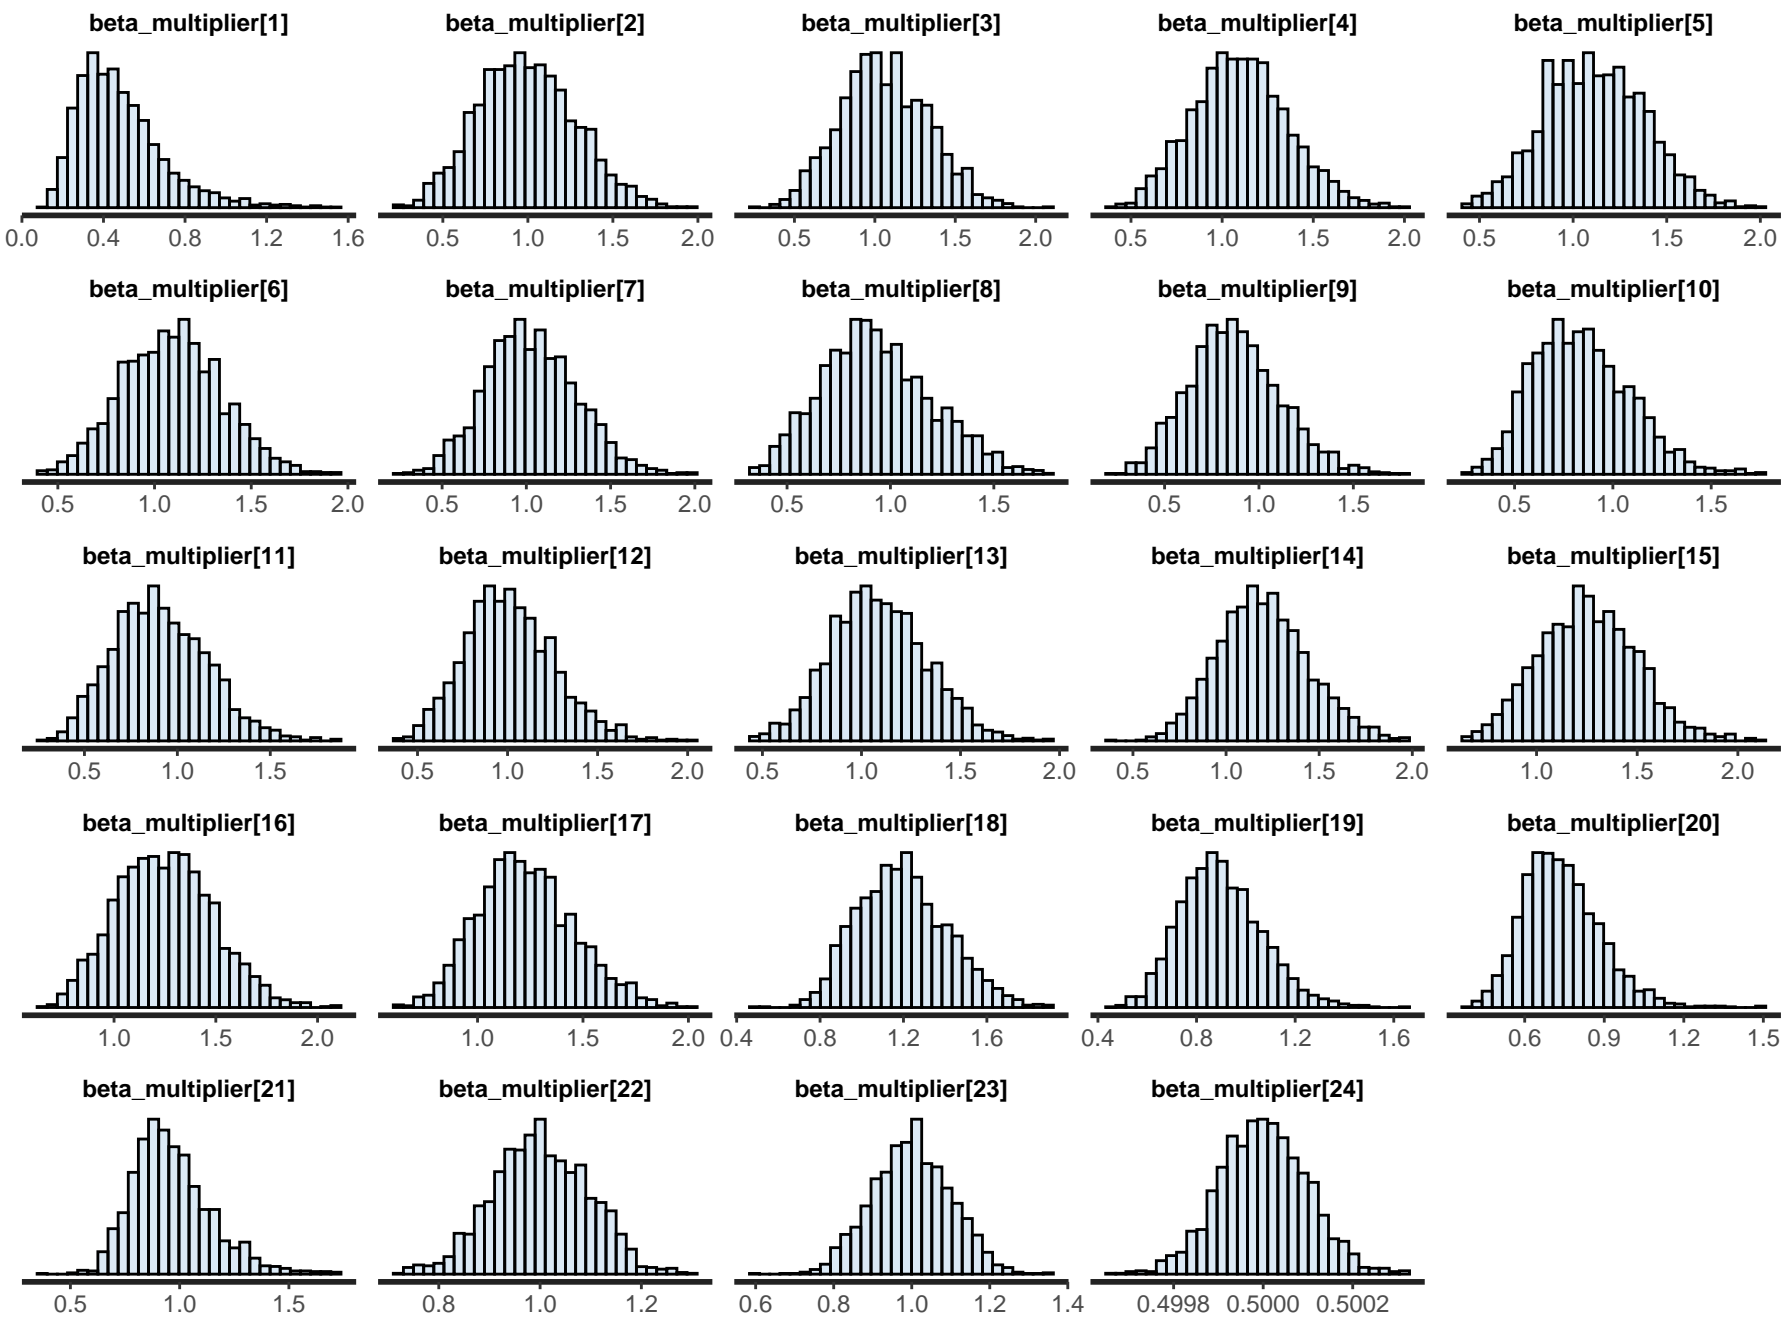 beta_multiplier[1] beta_multiplier[2] beta_multiplier[3] beta_multiplier[4] beta_multiplier[5]
0.0 0.4 0.8 1.2 1.6 0.5 1.0 1.5 2.0 0.5 1.0 1.5 2.0 0.5 1.0 1.5 2.0 0.5 1.0 1.5 2.0
beta_multiplier[6] beta_multiplier[7] beta_multiplier[8] beta_multiplier[9] beta_multiplier[10]
0.5 1.0 1.5 2.0 0.5 1.0 1.5 2.0 0.5 1.0 1.5 0.5 1.0 1.5 0.5 1.0 1.5
beta_multiplier[11] beta_multiplier[12] beta_multiplier[13] beta_multiplier[14] beta_multiplier[15]
0.5 1.0 1.5 0.5 1.0 1.5 2.0 0.5 1.0 1.5 2.0 0.5 1.0 1.5 2.0 1.0 1.5 2.0
beta_multiplier[16] beta_multiplier[17] beta_multiplier[18] beta_multiplier[19] beta_multiplier[20]
1.0 1.5 2.0 1.0 1.5 2.0 0.4 0.8 1.2 1.6 0.4 0.8 1.2 1.6 0.6 0.9 1.2 1.5
beta_multiplier[21] beta_multiplier[22] beta_multiplier[23] beta_multiplier[24]
0.5 1.0 1.5 0.8 1.0 1.2 0.6 0.8 1.0 1.2 1.4 0.4998 0.5000 0.5002